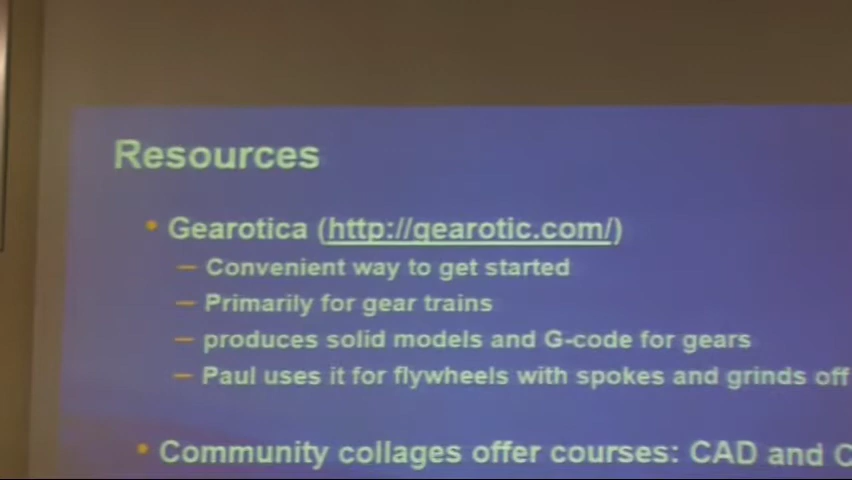 Resources
• Gearotica (http://gearotic.com/)
– Convenient way to get started
– Primarily for gear trains
– produces solid models and G-code for gears
– Paul uses it for flywheels with spokes and grinds off
• Community collages offer courses: CAD and C